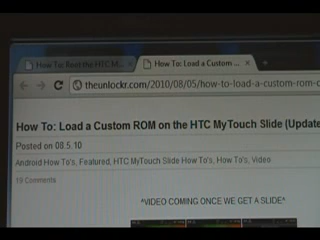 How To: Root the HTC M...
How To: Load a Custom ...
theunlockr.com/2010/08/05/how-to-load-a-custom-rom-o
How To: Load a Custom ROM on the HTC MyTouch Slide (Update
Posted on 08.5.10
Android How To's, Featured, HTC MyTouch Slide How To's, How To's, Video
19 Comments
*VIDEO COMING ONCE WE GET A SLIDE*